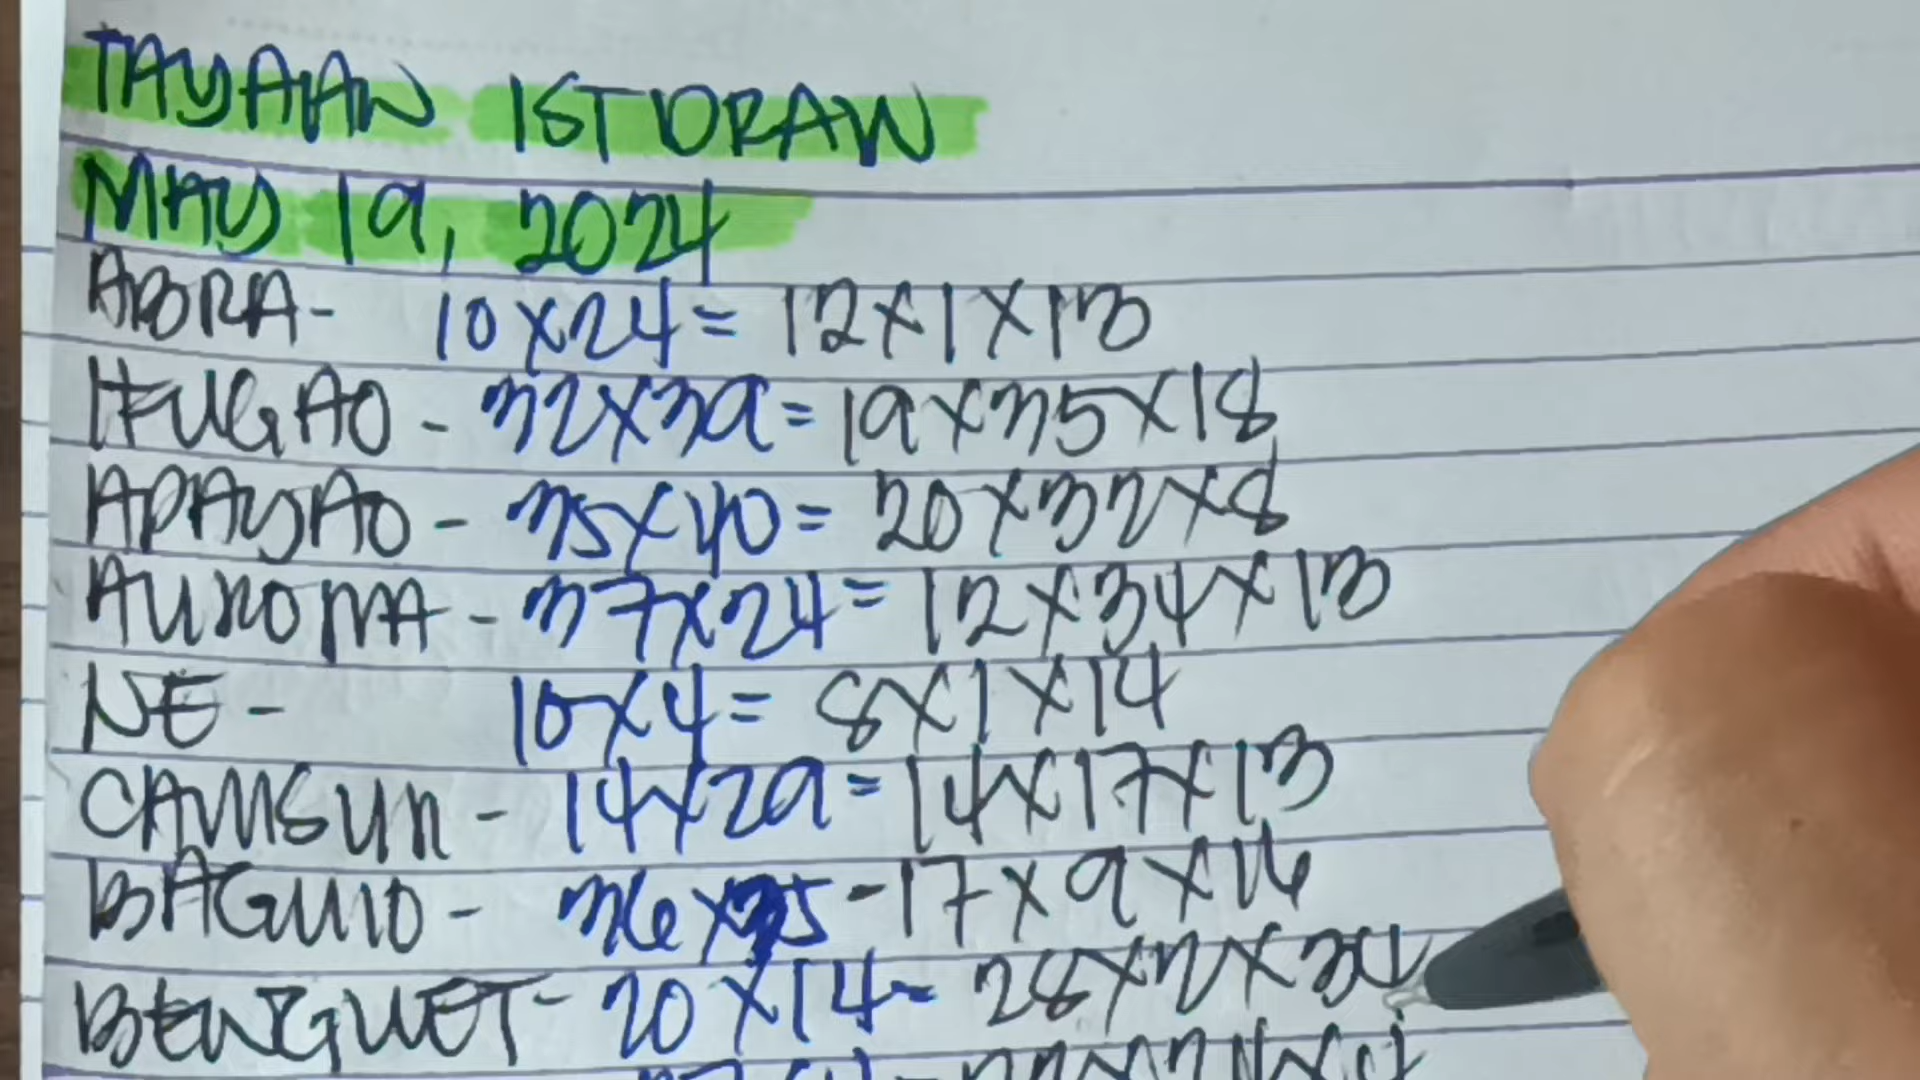 TAYAAN 1ST DRAW
MAY 19, 2024
ABRA- 10X24= 12X1X13
IFUGAO - 32X39= 19X35X18
APAYAO - 35X40= 20X32X8
AURORA - 37X24= 12X34X13
NE - 10X4= 8X1X14
CAMSUR - 14X29= 14X17X13
BAGUIO - 36X35 -17X9X16
BENGUET- 20X14- 28X2X